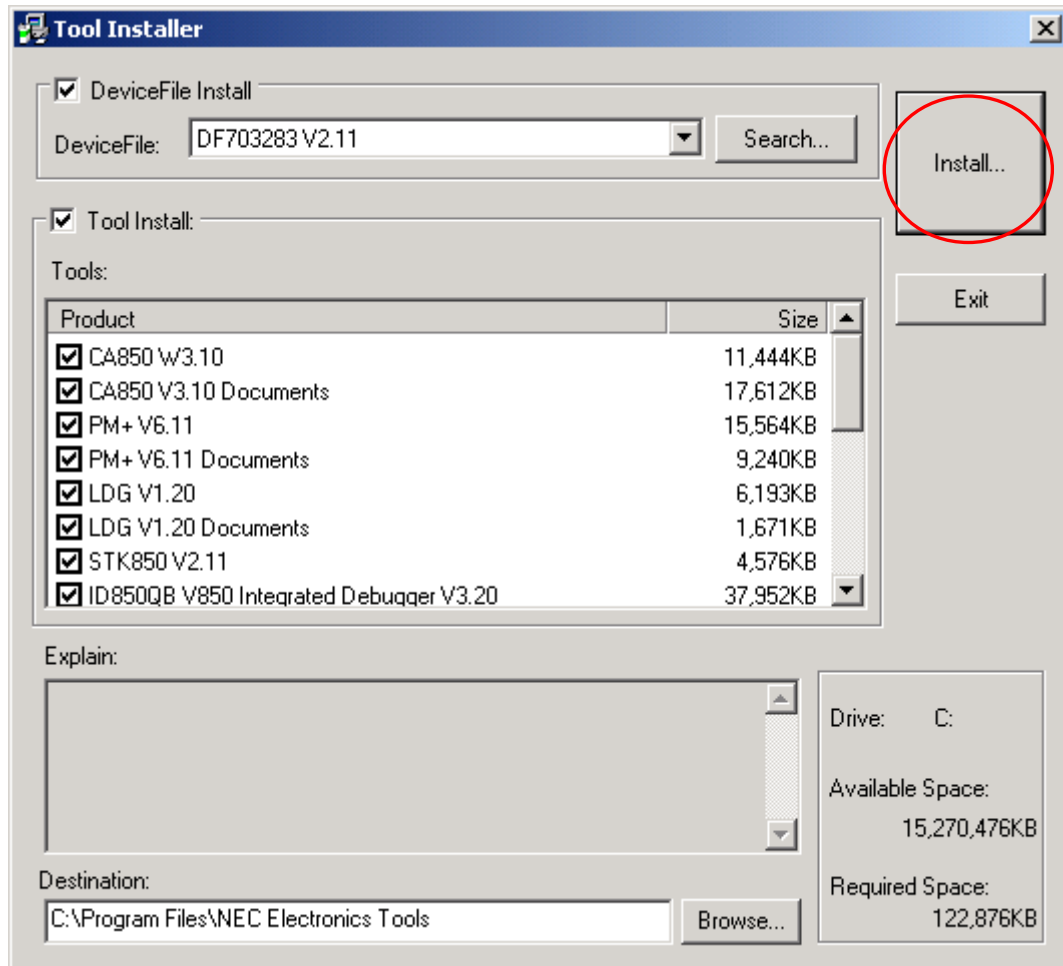 Tool Installer
DeviceFile Install
DeviceFile: DF703283 V2.11 Search...
Install...
Tool Install:
Tools:
Exit
Product Size
CA850 W3.10 11,444KB
CA850 V3.10 Documents 17,612KB
PM+ V6.11 15,564KB
PM+ V6.11 Documents 9,240KB
LDG V1.20 6,193KB
LDG V1.20 Documents 1,671KB
STK850 V2.11 4,576KB
ID850QB V850 Integrated Debugger V3.20 37,952KB
Explain:
Drive: C:
Available Space:
15,270,476KB
Destination:
Required Space:
C:\Program Files\NEC Electronics Tools Browse... 122,876KB